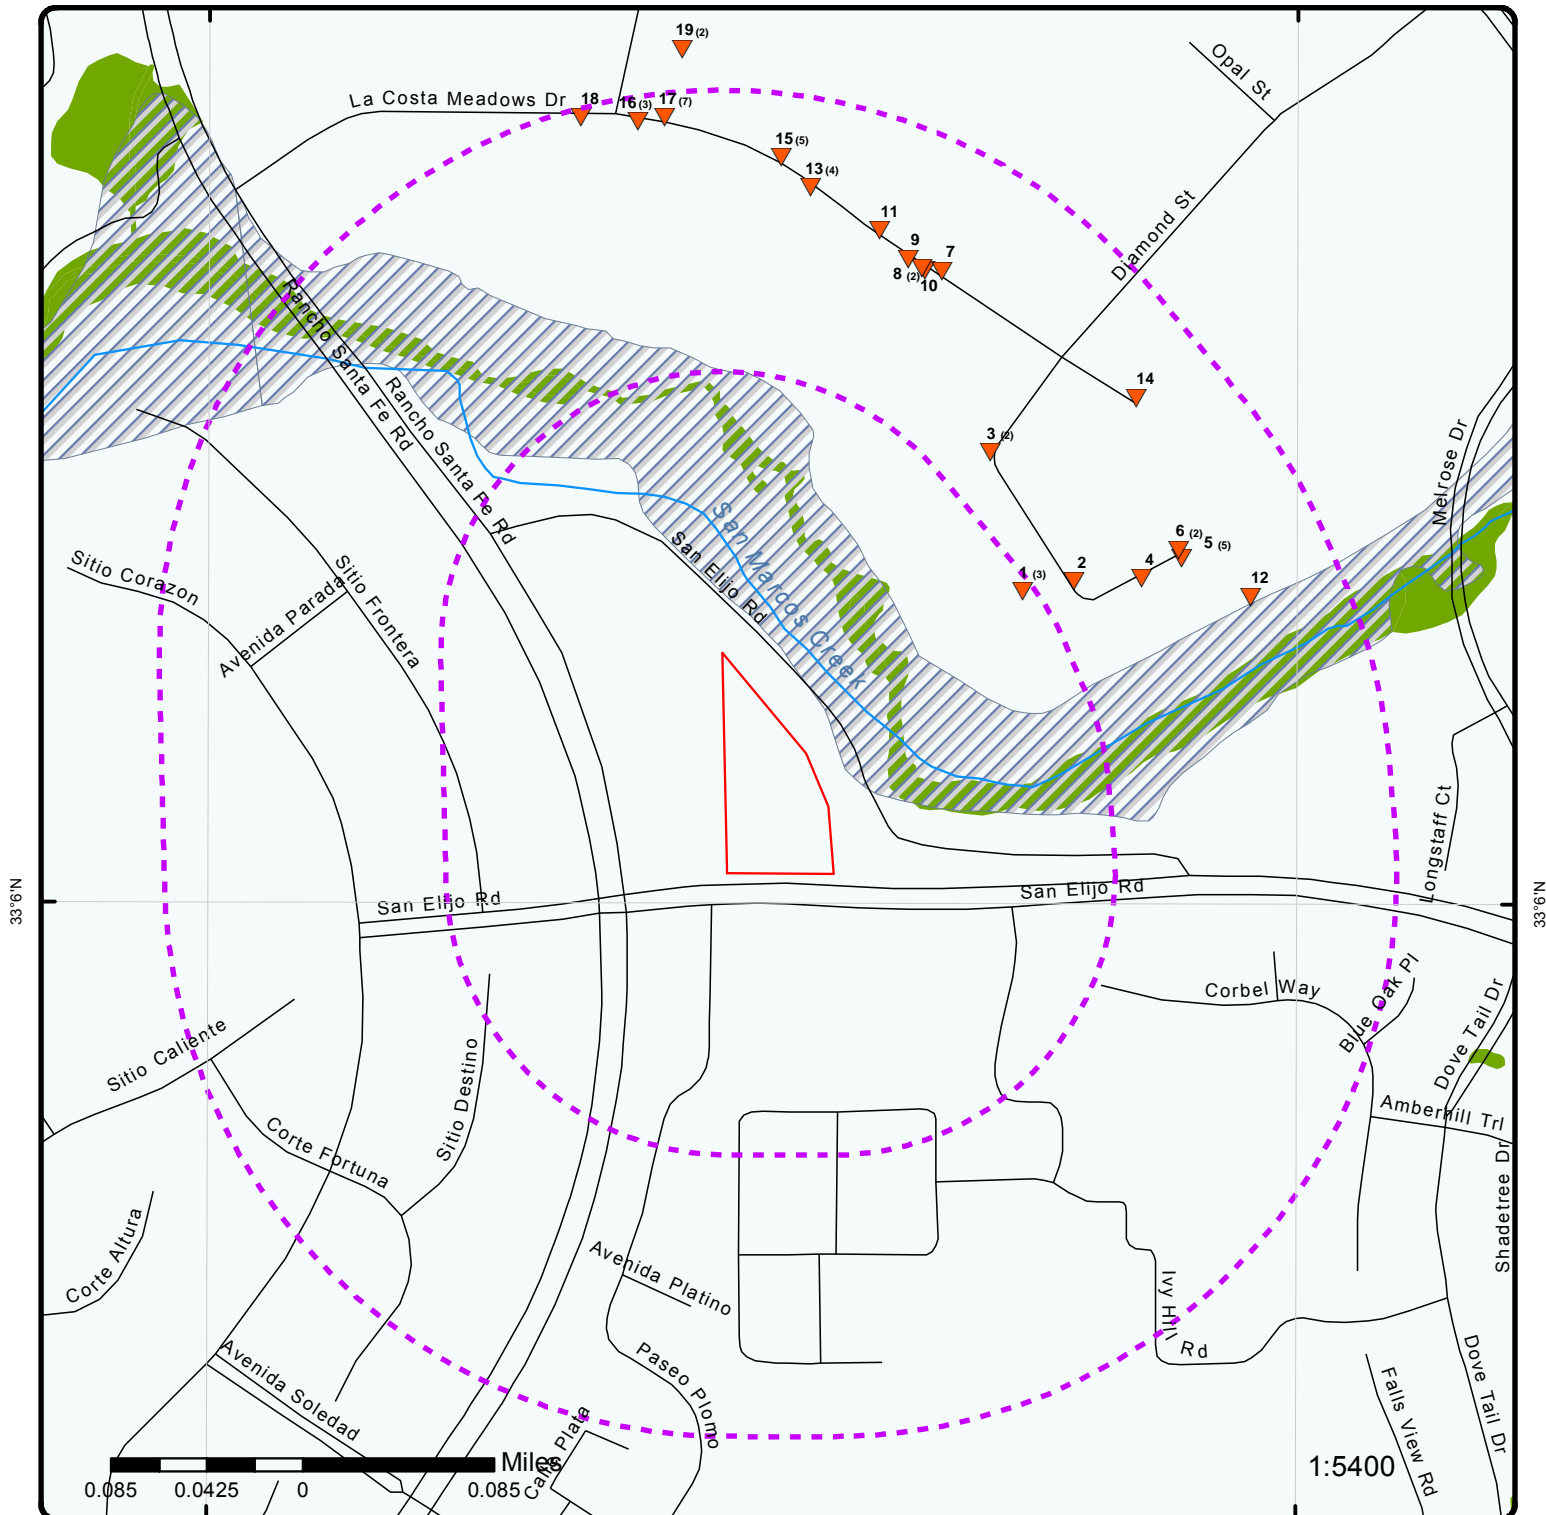 19 (2)
Opal St
La Costa Meadows Dr
18
16 (3)
17 (7)
15 (5)
13 (4)
11
9
7
8 (2)
10
Diamond St
Rancho Santa Fe Rd
Rancho Santa Fe Rd
14
3 (2)
Melrose Dr
San Marcos Creek
San Elijo Rd
Sitio Corazon
Avenida Parada
Sitio Frontera
1 (3)
2
4
6 (2)
5 (5)
12
Longstaff Ct
33°6'N
33°6'N
San Elijo Rd
San Elijo Rd
Corbel Way
Blue Oak Pl
Dove Tail Dr
Sitio Caliente
Sitio Destino
Corte Fortuna
Amberhill Trl
Shadetree Dr
Corte Altura
Avenida Platino
Ivy Hill Rd
Paseo Plomo
Avenida Soledad
Calle Plata
Falls View Rd
Dove Tail Dr
Miles
0.085 0.0425 0 0.085
1:5400